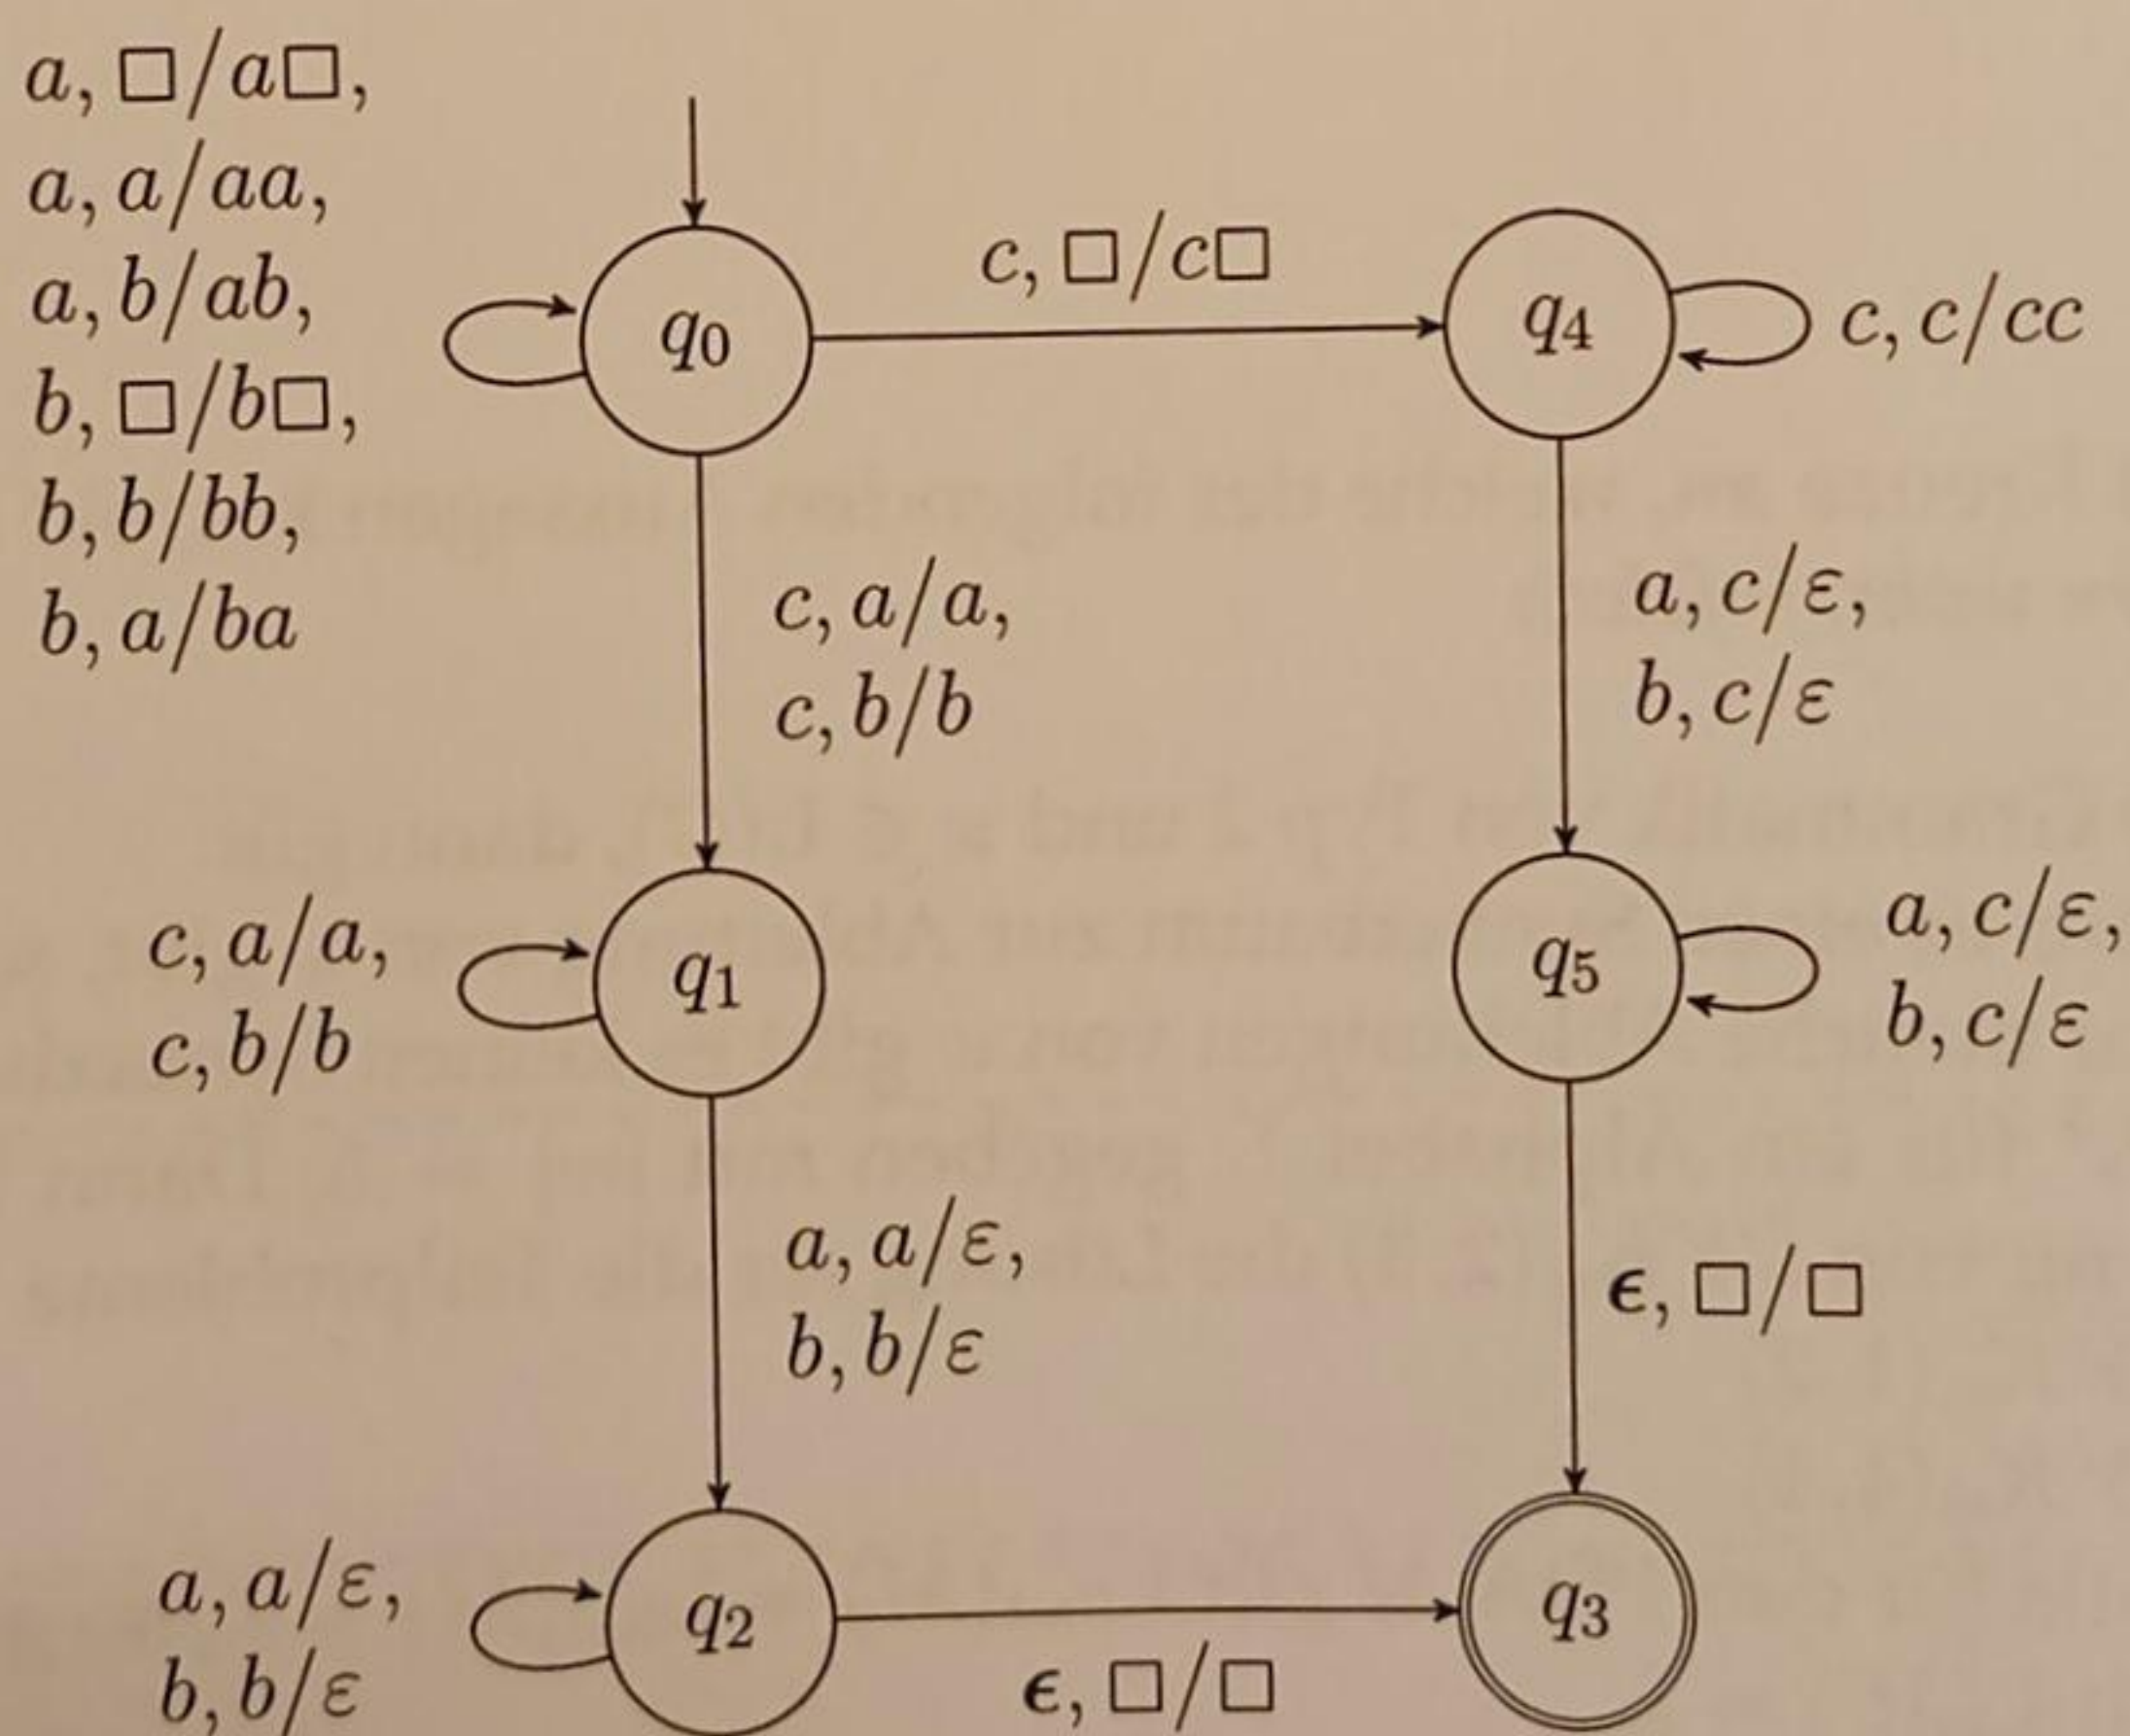 a, □/a□,
a, a/aa,
a, b/ab,
b, □/b□,
b, b/bb,
b, a/ba
q₀
c, □/c□
q₄
c, c/cc
c, a/a,
c, b/b
a, c/ε,
b, c/ε
c, a/a,
c, b/b
q₁
q₅
a, c/ε,
b, c/ε
a, a/ε,
b, b/ε
ϵ, □/□
a, a/ε,
b, b/ε
q₂
ϵ, □/□
q₃